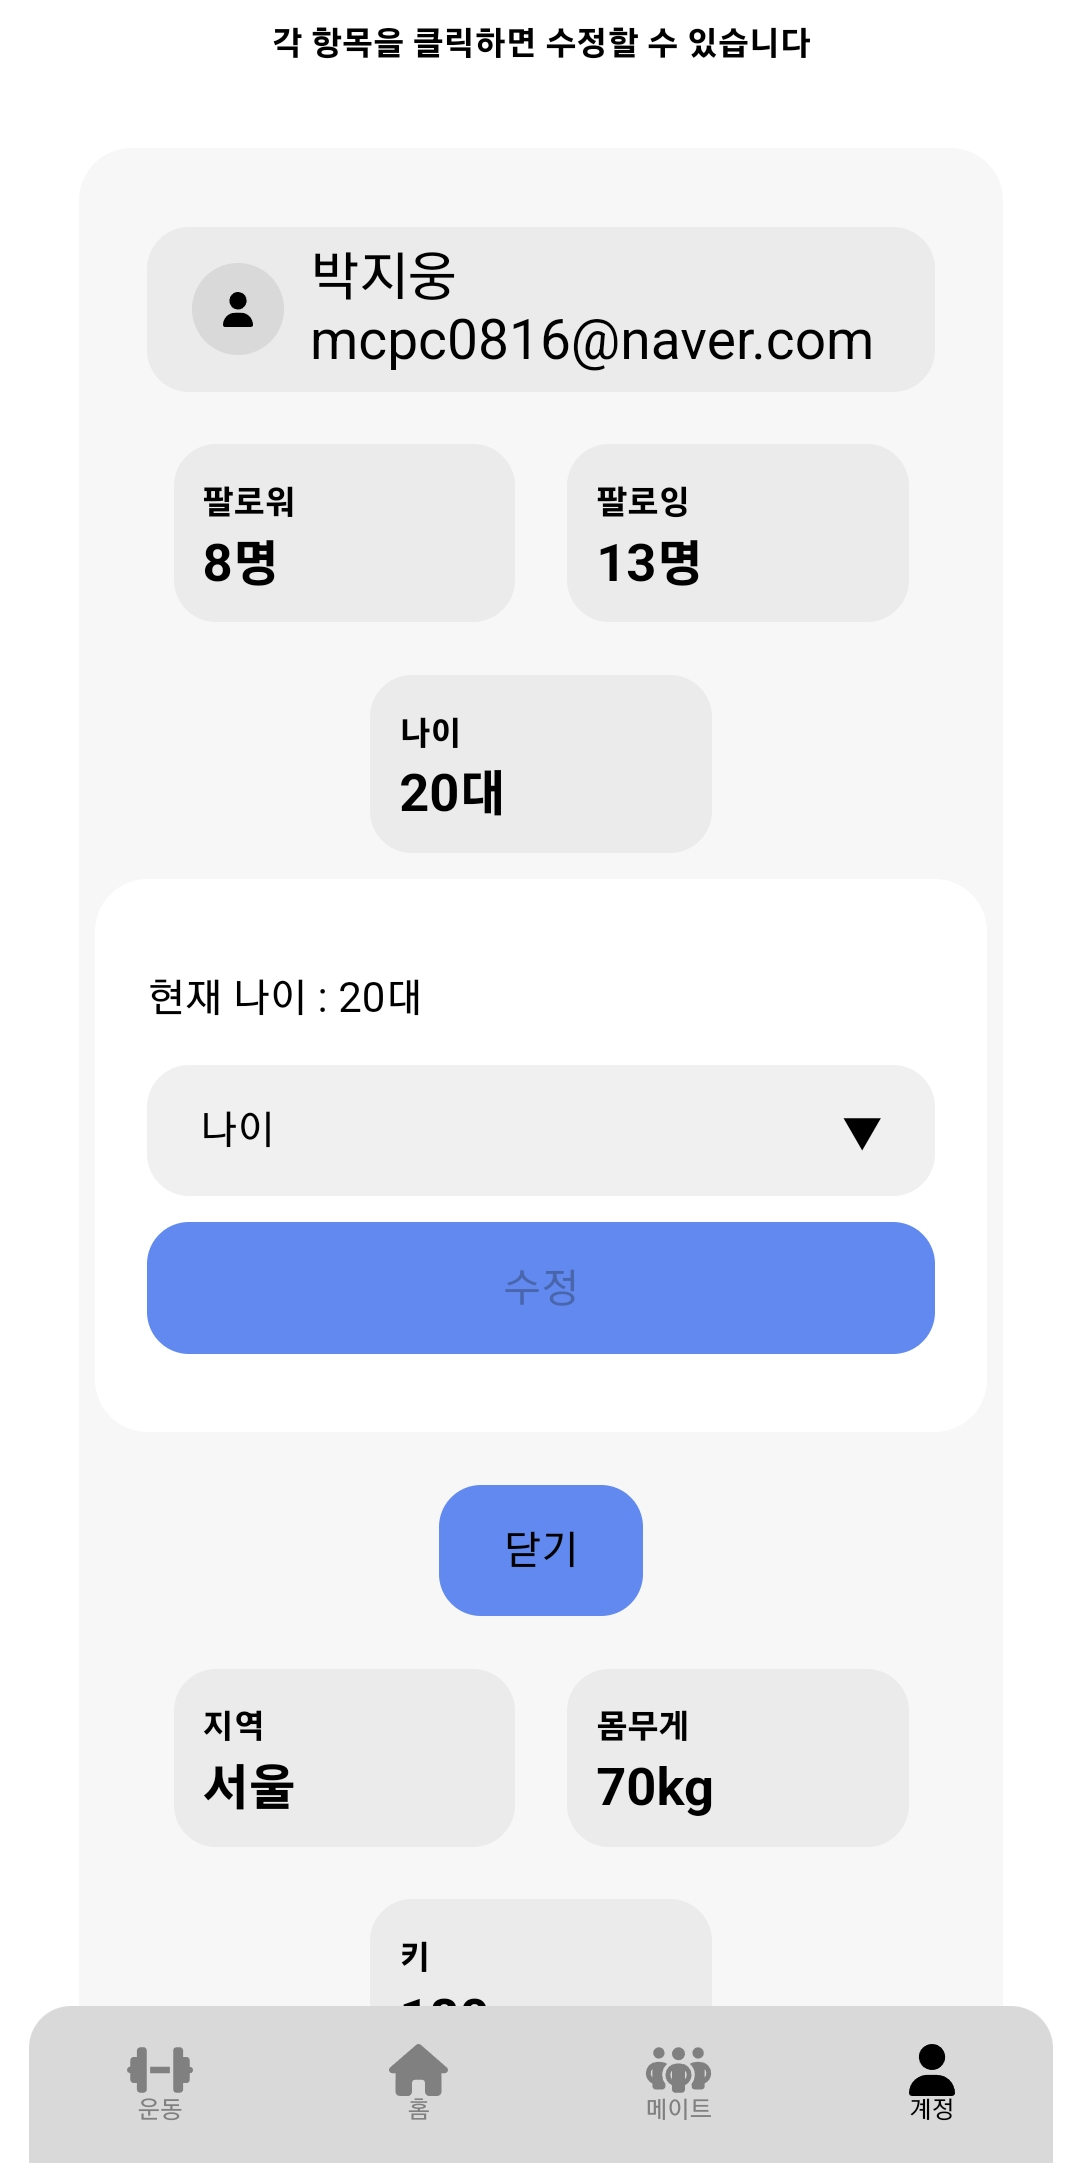 각 항목을 클릭하면 수정할 수 있습니다
박지웅
mcpc0816@naver.com
팔로워
8명
팔로잉
13명
나이
20대
현재 나이 : 20대
나이
수정
닫기
지역
서울
몸무게
70kg
키
운동
홈
메이트
계정